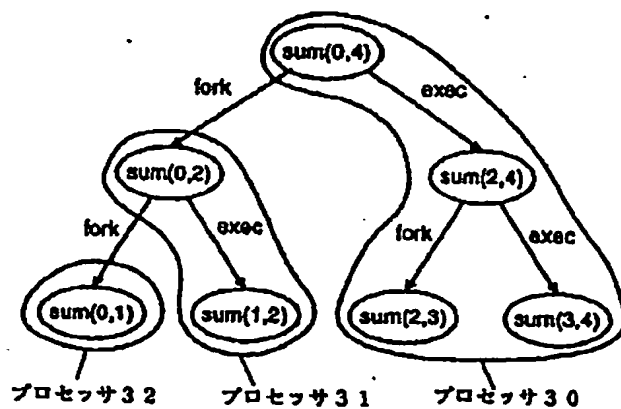 sum(0,4)
fork
exec
sum(0,2)
sum(2,4)
fork
exec
fork
exec
sum(0,1)
sum(1,2)
sum(2,3)
sum(3,4)
プロセッサ32
プロセッサ31
プロセッサ30